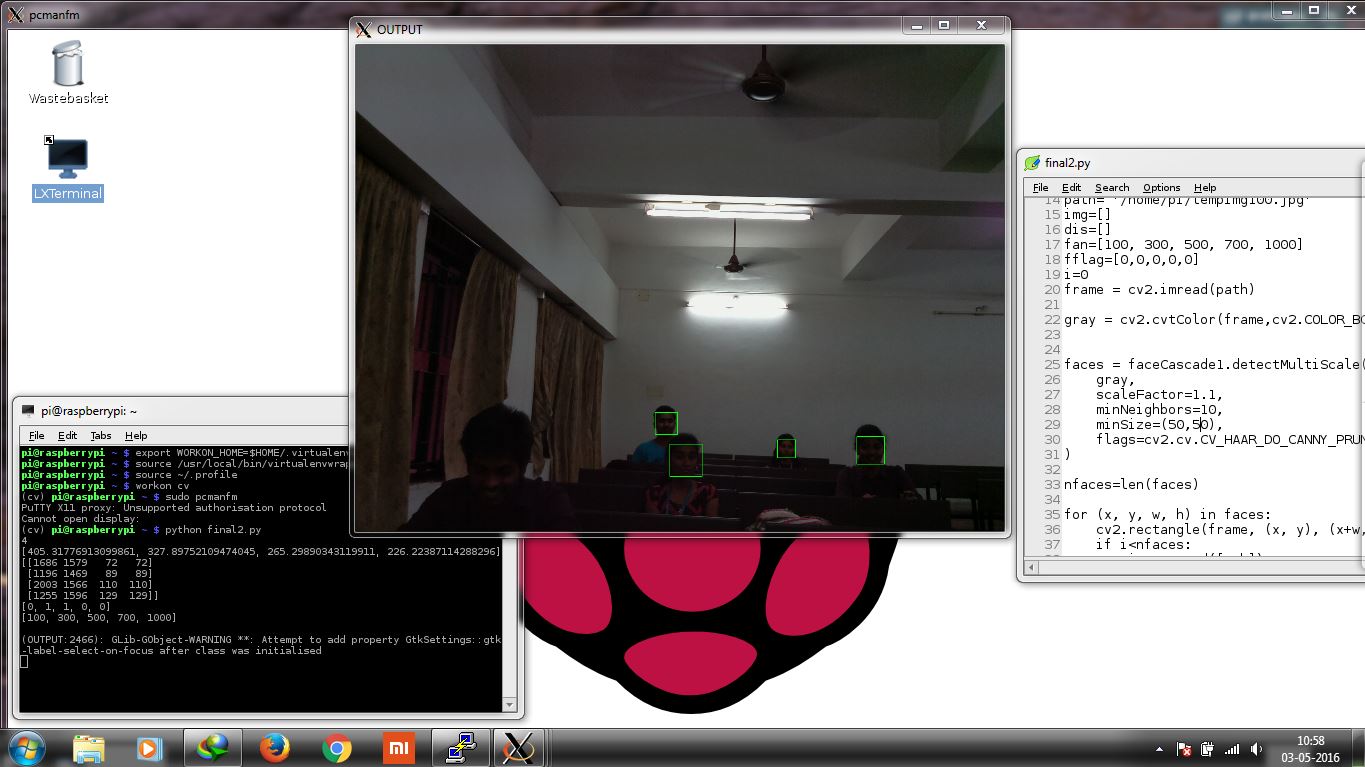 pcmanfm
Wastebasket
LXTerminal
OUTPUT
pi@raspberrypi: ~
File Edit Tabs Help
pi@raspberrypi ~ $ export WORKON_HOME=$HOME/.virtualenv
pi@raspberrypi ~ $ source /usr/local/bin/virtualenvwrap
pi@raspberrypi ~ $ source ~/.profile
pi@raspberrypi ~ $ workon cv
(cv) pi@raspberrypi ~ $ sudo pcmanfm
PuTTY X11 proxy: Unsupported authorisation protocol
Cannot open display:
(cv) pi@raspberrypi ~ $ python final2.py
4
[405.31776913099861, 327.89752109474045, 265.29890343119911, 226.22387114288296]
[[1686 1579 72 72]
[1196 1469 89 89]
[2003 1566 110 110]
[1255 1596 129 129]]
[0, 1, 1, 0, 0]
[100, 300, 500, 700, 1000]
(OUTPUT:2466): GLib-GObject-WARNING **: Attempt to add property GtkSettings::gtk
-label-select-on-focus after class was initialised
final2.py
File Edit Search Options Help
14 path= '/home/pi/tempimg100.jpg'
15 img=[]
16 dis=[]
17 fan=[100, 300, 500, 700, 1000]
18 fflag=[0,0,0,0,0]
19 i=0
20 frame = cv2.imread(path)
21
22 gray = cv2.cvtColor(frame,cv2.COLOR_BG
23
24
25 faces = faceCascade1.detectMultiScale(
26 gray,
27 scaleFactor=1.1,
28 minNeighbors=10,
29 minSize=(50,50),
30 flags=cv2.cv.CV_HAAR_DO_CANNY_PRUN
31 )
32
33 nfaces=len(faces)
34
35 for (x, y, w, h) in faces:
36 cv2.rectangle(frame, (x, y), (x+w,
37 if i<nfaces:
mi
10:58
03-05-2016